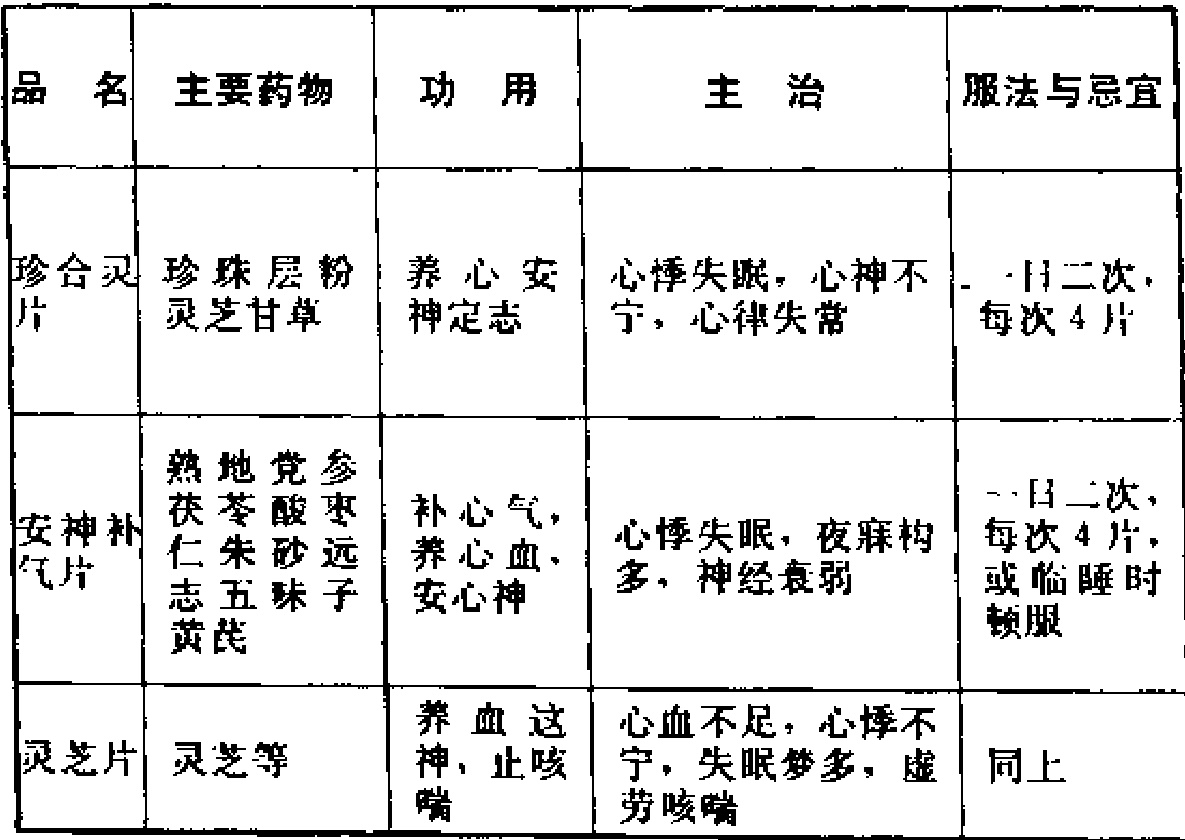 品 名
主要药物
功 用
主 治
服法与忌宜
珍合灵
片
珍珠层粉
灵芝甘草
养心安
神定志
心悸失眠，心神不
宁，心律失常
一日二次，
每次4片
安神补
气片
熟地党参
茯苓酸枣
仁朱砂远
志五味子
黄芪
补心气，
养心血，
安心神
心悸失眠，夜寐构
多，神经衰弱
一日二次，
每次4片，
或临睡时
顿服
灵芝片
灵芝等
养血这
神，止咳
喘
心血不足，心悸不
宁，失眠梦多，虚
劳咳喘
同上